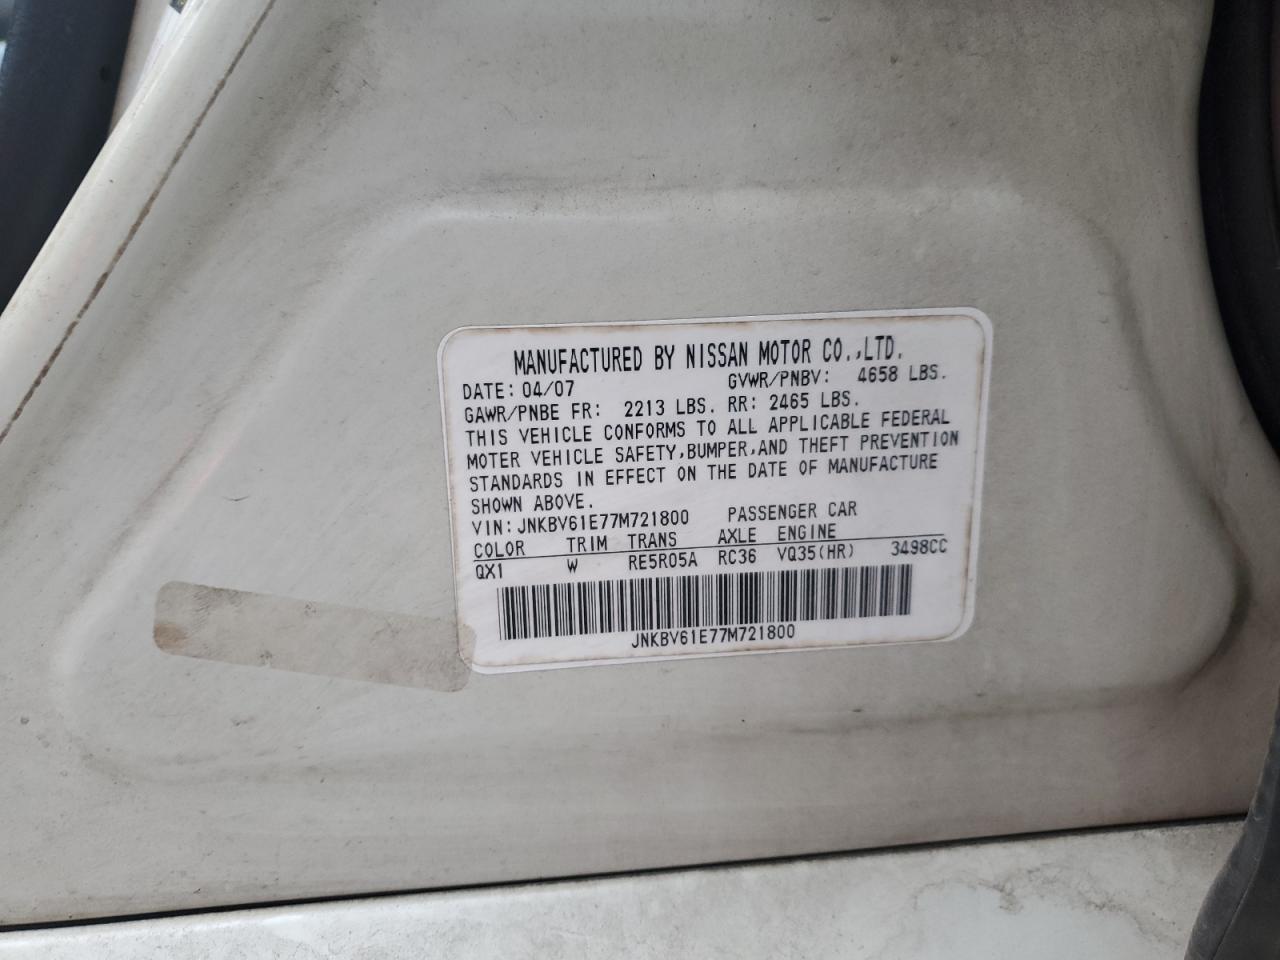 MANUFACTURED BY NISSAN MOTOR CO.,LTD.
DATE: 04/07 GVWR/PNBV: 4658 LBS.
GAWR/PNBE FR: 2213 LBS. RR: 2465 LBS.
THIS VEHICLE CONFORMS TO ALL APPLICABLE FEDERAL
MOTER VEHICLE SAFETY,BUMPER,AND THEFT PREVENTION
STANDARDS IN EFFECT ON THE DATE OF MANUFACTURE
SHOWN ABOVE.
VIN:JNKBV61E77M721800 PASSENGER CAR
COLOR TRIM TRANS AXLE ENGINE
QX1 W RE5R05A RC36 VQ35(HR) 3498CC
JNKBV61E77M721800